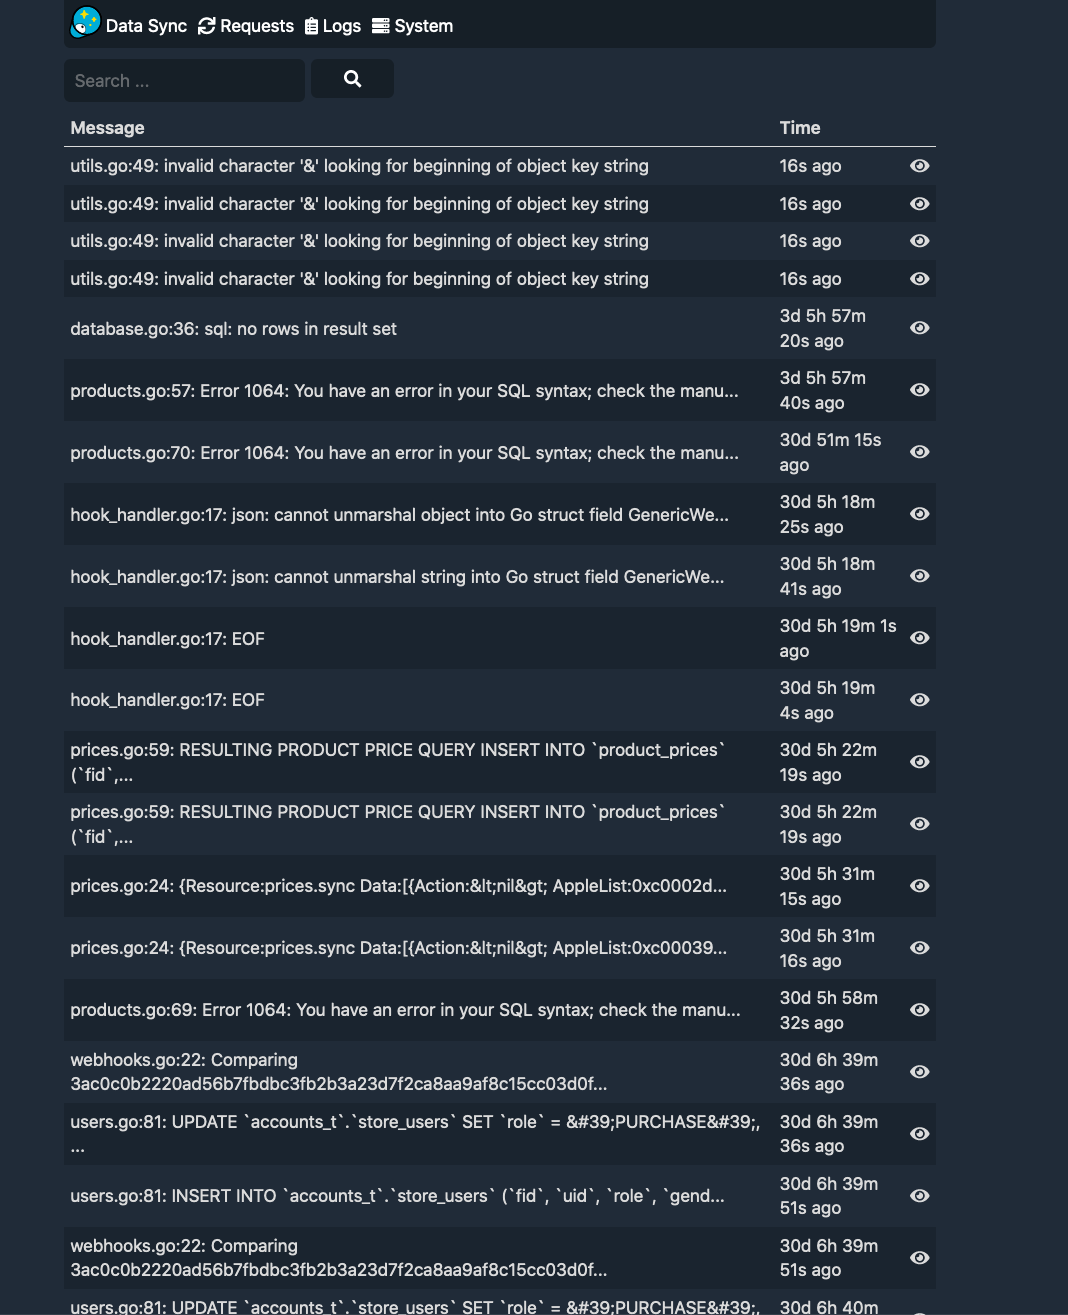 Data Sync Requests Logs System
Search ...
Message Time
utils.go:49: invalid character '&' looking for beginning of object key string 16s ago
utils.go:49: invalid character '&' looking for beginning of object key string 16s ago
utils.go:49: invalid character '&' looking for beginning of object key string 16s ago
utils.go:49: invalid character '&' looking for beginning of object key string 16s ago
database.go:36: sql: no rows in result set
3d 5h 57m
20s ago
products.go:57: Error 1064: You have an error in your SQL syntax; check the manu...
3d 5h 57m
40s ago
products.go:70: Error 1064: You have an error in your SQL syntax; check the manu...
30d 51m 15s
ago
hook_handler.go:17: json: cannot unmarshal object into Go struct field GenericWe...
30d 5h 18m
25s ago
hook_handler.go:17: json: cannot unmarshal string into Go struct field GenericWe...
30d 5h 18m
41s ago
hook_handler.go:17: EOF
30d 5h 19m 1s
ago
hook_handler.go:17: EOF
30d 5h 19m
4s ago
prices.go:59: RESULTING PRODUCT PRICE QUERY INSERT INTO `product_prices`
(`fid`,...
30d 5h 22m
19s ago
prices.go:59: RESULTING PRODUCT PRICE QUERY INSERT INTO `product_prices`
(`fid`,...
30d 5h 22m
19s ago
prices.go:24: {Resource:prices.sync Data:[{Action:&lt;nil&gt; AppleList:0xc0002d...
30d 5h 31m
15s ago
prices.go:24: {Resource:prices.sync Data:[{Action:&lt;nil&gt; AppleList:0xc00039...
30d 5h 31m
16s ago
products.go:69: Error 1064: You have an error in your SQL syntax; check the manu...
30d 5h 58m
32s ago
webhooks.go:22: Comparing
3ac0c0b2220ad56b7fbdbc3fb2b3a23d7f2ca8aa9af8c15cc03d0f...
30d 6h 39m
36s ago
users.go:81: UPDATE `accounts_t`.`store_users` SET `role` = &#39;PURCHASE&#39;,
...
30d 6h 39m
36s ago
users.go:81: INSERT INTO `accounts_t`.`store_users` (`fid`, `uid`, `role`, `gend...
30d 6h 39m
51s ago
webhooks.go:22: Comparing
3ac0c0b2220ad56b7fbdbc3fb2b3a23d7f2ca8aa9af8c15cc03d0f...
30d 6h 39m
51s ago
users.go:81: UPDATE `accounts_t`.`store_users` SET `role` = &#39;PURCHASE&#39;,
30d 6h 40m